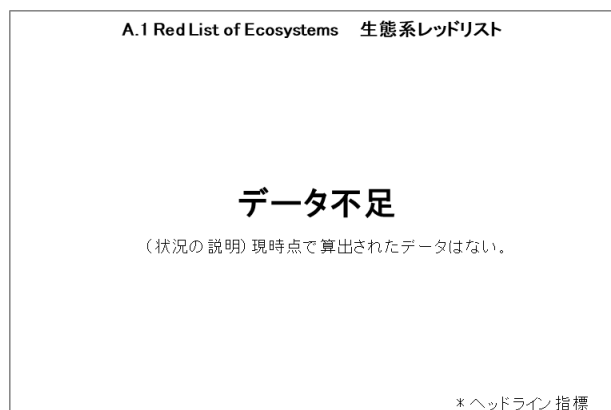 A.1 Red List of Ecosystems　生態系レッドリスト
データ不足
（状況の説明）現時点で算出されたデータはない。
* ヘッドライン指標